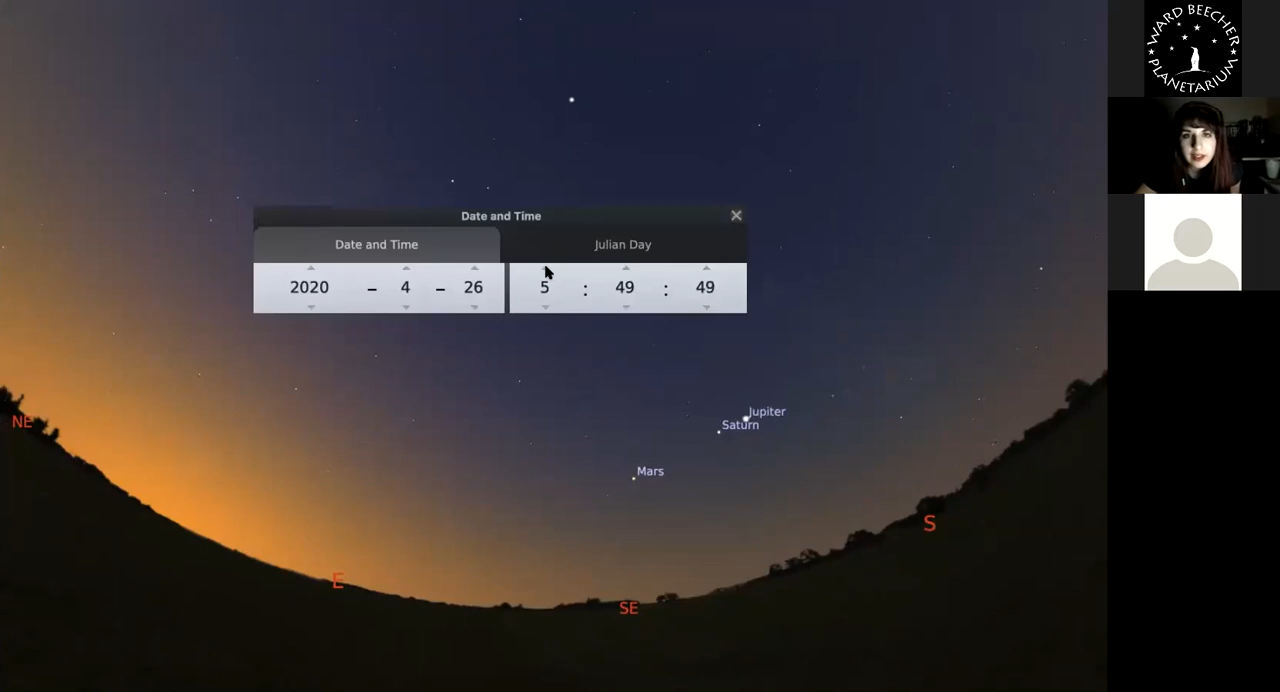 WARD BEECHER
PLANETARIUM
Date and Time
Date and Time
Julian Day
2020 – 4 – 26
5 : 49 : 49
Jupiter
Saturn
NE
Mars
S
E
SE